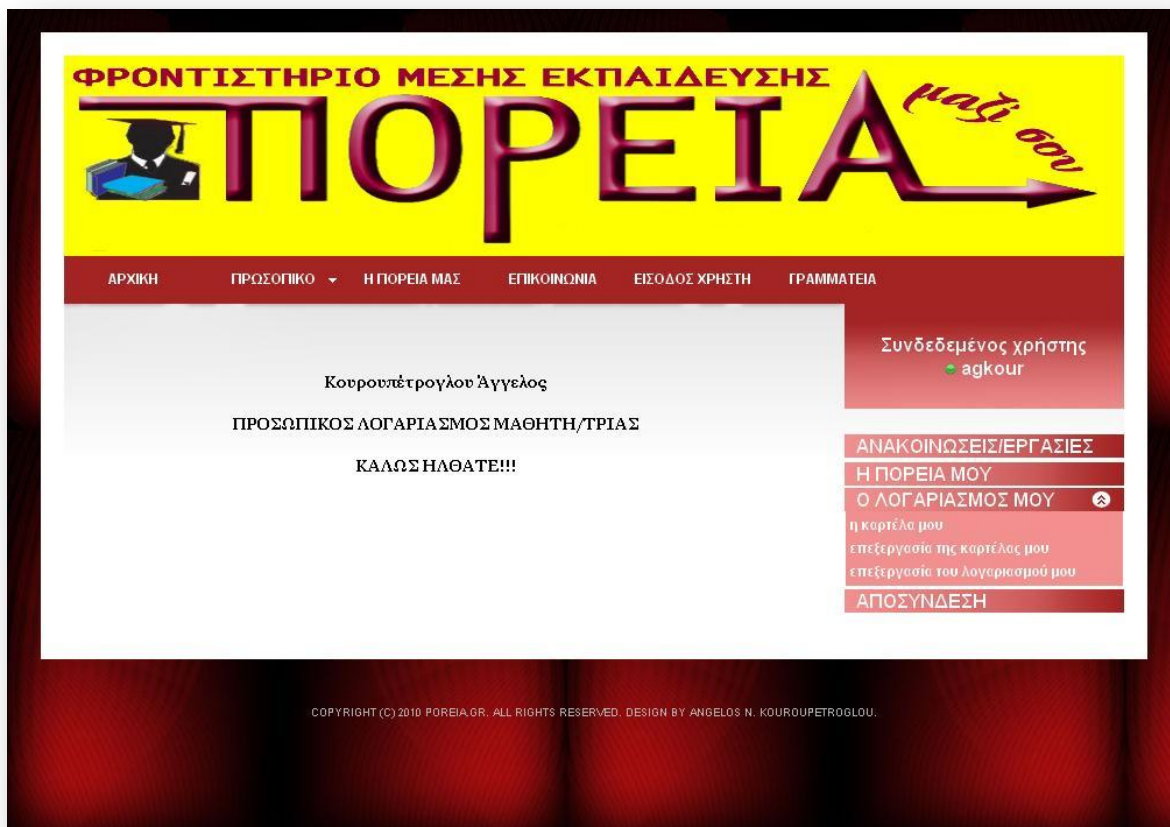 ΦΡΟΝΤΙΣΤΗΡΙΟ ΜΕΣΗΣ ΕΚΠΑΙΔΕΥΣΗΣ
ΠΟΡΕΙΑ
μαζί σου
ΑΡΧΙΚΗ ΠΡΟΣΩΠΙΚΟ Η ΠΟΡΕΙΑ ΜΑΣ ΕΠΙΚΟΙΝΩΝΙΑ ΕΙΣΟΔΟΣ ΧΡΗΣΤΗ ΓΡΑΜΜΑΤΕΙΑ
Κουρουπέτρογλου Άγγελος
ΠΡΟΣΩΠΙΚΟΣ ΛΟΓΑΡΙΑΣΜΟΣ ΜΑΘΗΤΗ/ΤΡΙΑΣ
ΚΑΛΩΣ ΗΛΘΑΤΕ!!!
Συνδεδεμένος χρήστης
agkour
ΑΝΑΚΟΙΝΩΣΕΙΣ/ΕΡΓΑΣΙΕΣ
Η ΠΟΡΕΙΑ ΜΟΥ
Ο ΛΟΓΑΡΙΑΣΜΟΣ ΜΟΥ
η καρτέλα μου
επεξεργασία της καρτέλας μου
επεξεργασία του λογαριασμού μου
ΑΠΟΣΥΝΔΕΣΗ
COPYRIGHT (C) 2010 POREIA.GR. ALL RIGHTS RESERVED. DESIGN BY ANGELOS N. KOUROUPETROGLOU.